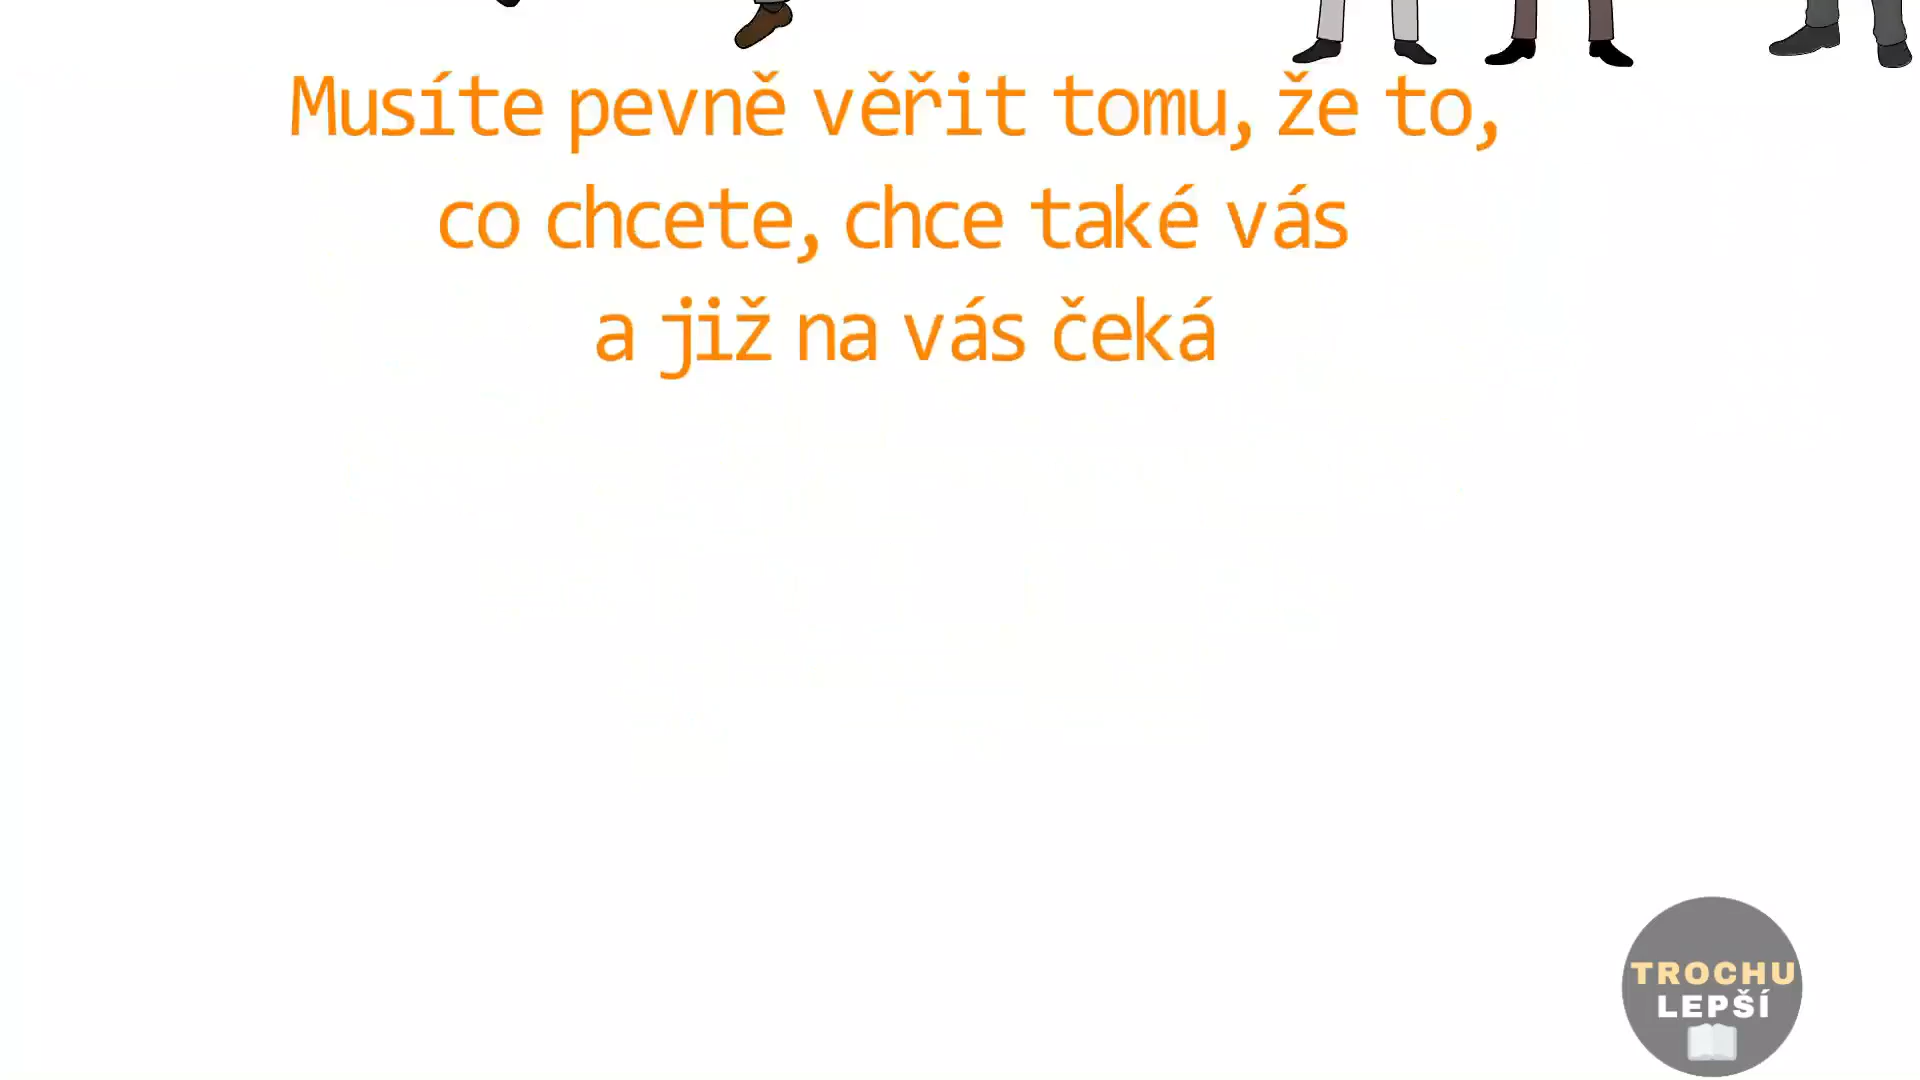 Musíte pevně věřit tomu, že to,
co chcete, chce také vás
a již na vás čeká
TROCHU
LEPŠÍ